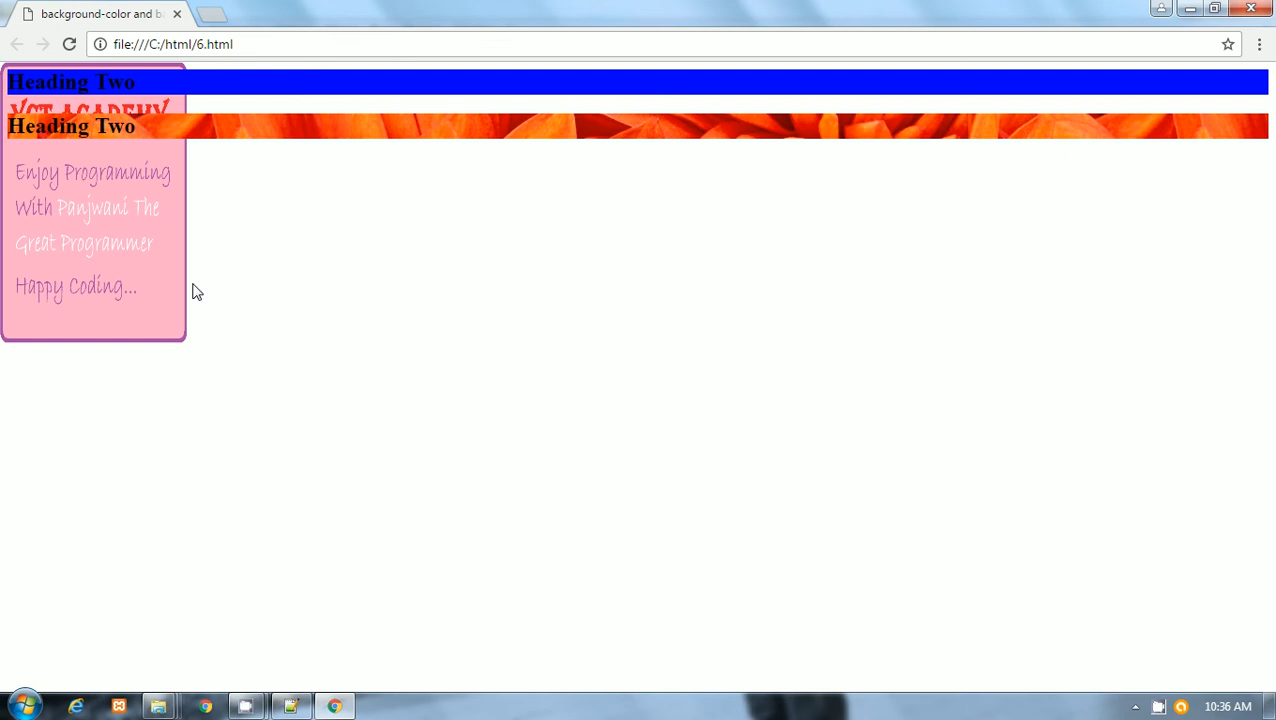 background-color and ba
file:///C:/html/6.html
Heading Two
Heading Two
Enjoy Programming
With Panjwani The
Great Programmer
Happy Coding...
10:36 AM